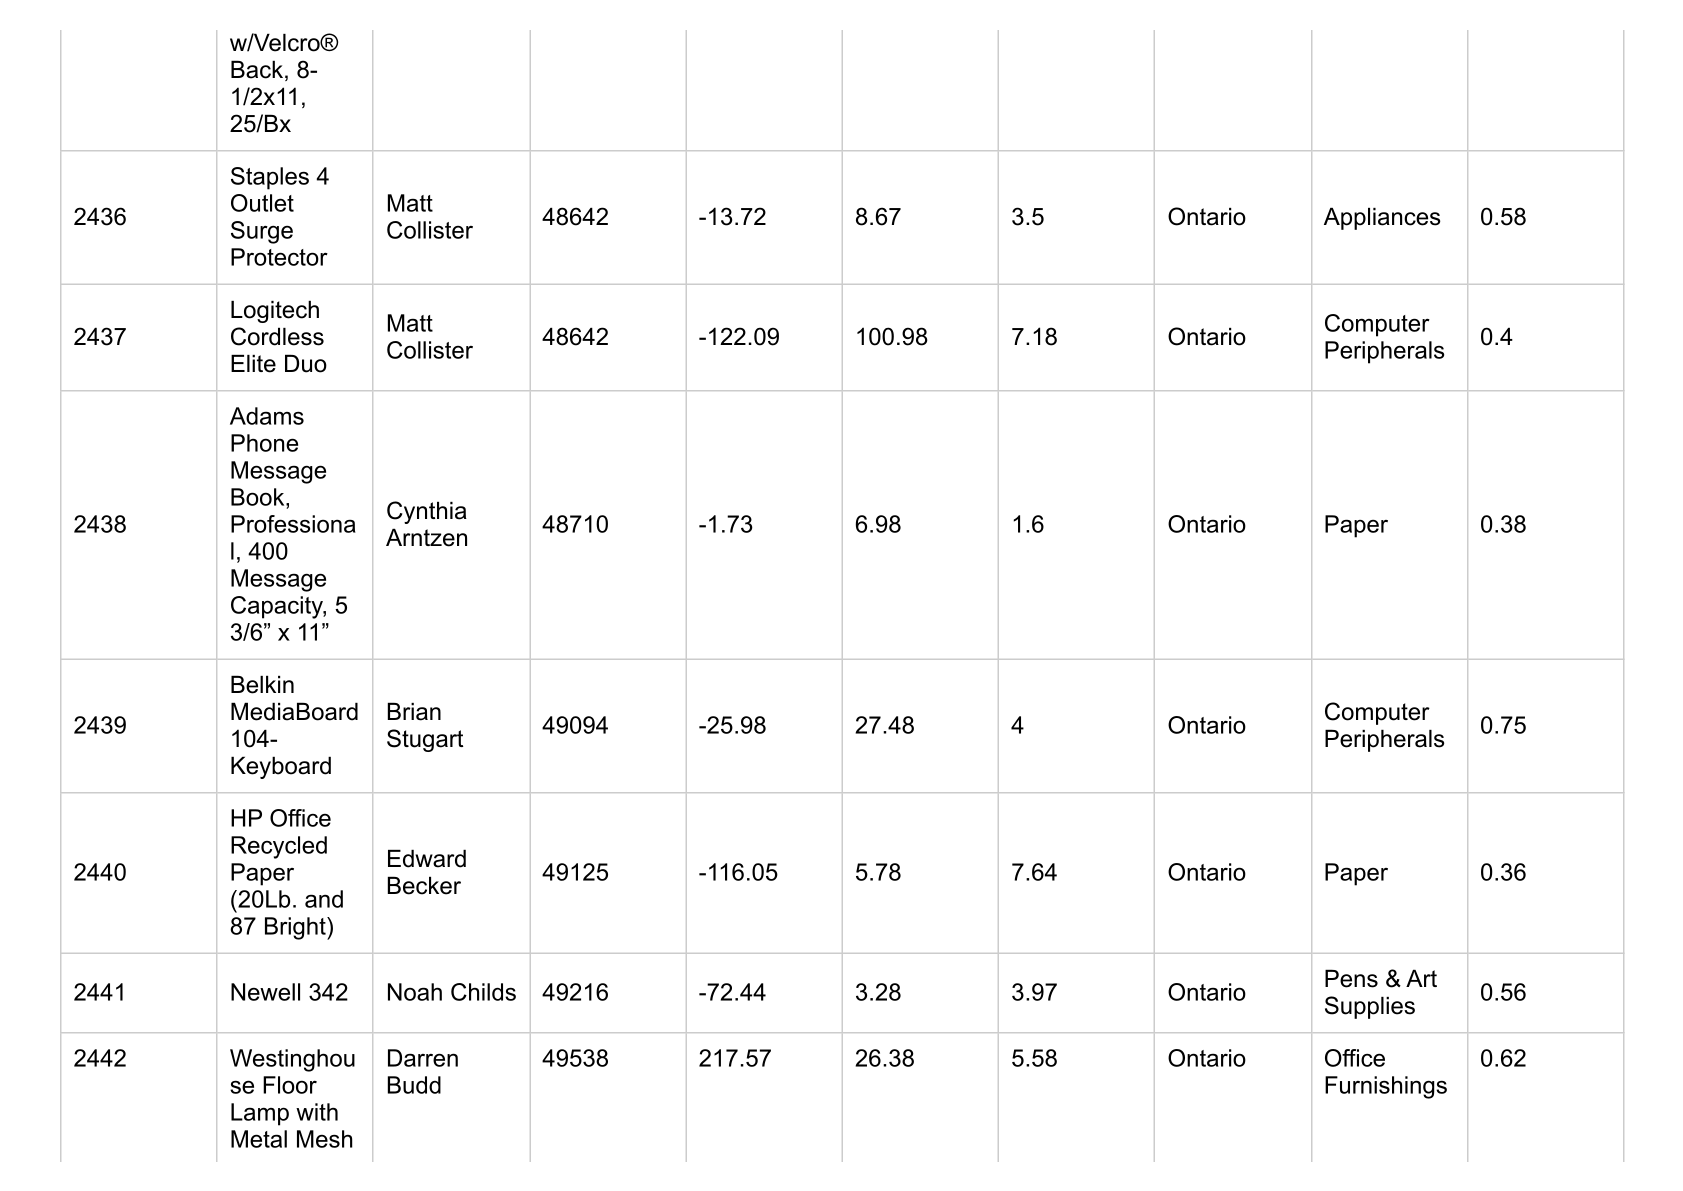 w/Velcro®
Back, 8-
1/2x11,
25/Bx
2436
Staples 4
Outlet
Surge
Protector
Matt
Collister
48642
-13.72
8.67
3.5
Ontario
Appliances
0.58
2437
Logitech
Cordless
Elite Duo
Matt
Collister
48642
-122.09
100.98
7.18
Ontario
Computer
Peripherals
0.4
2438
Adams
Phone
Message
Book,
Professiona
l, 400
Message
Capacity, 5
3/6” x 11”
Cynthia
Arntzen
48710
-1.73
6.98
1.6
Ontario
Paper
0.38
2439
Belkin
MediaBoard
104-
Keyboard
Brian
Stugart
49094
-25.98
27.48
4
Ontario
Computer
Peripherals
0.75
2440
HP Office
Recycled
Paper
(20Lb. and
87 Bright)
Edward
Becker
49125
-116.05
5.78
7.64
Ontario
Paper
0.36
2441
Newell 342
Noah Childs
49216
-72.44
3.28
3.97
Ontario
Pens & Art
Supplies
0.56
2442
Westinghou
se Floor
Lamp with
Metal Mesh
Darren
Budd
49538
217.57
26.38
5.58
Ontario
Office
Furnishings
0.62